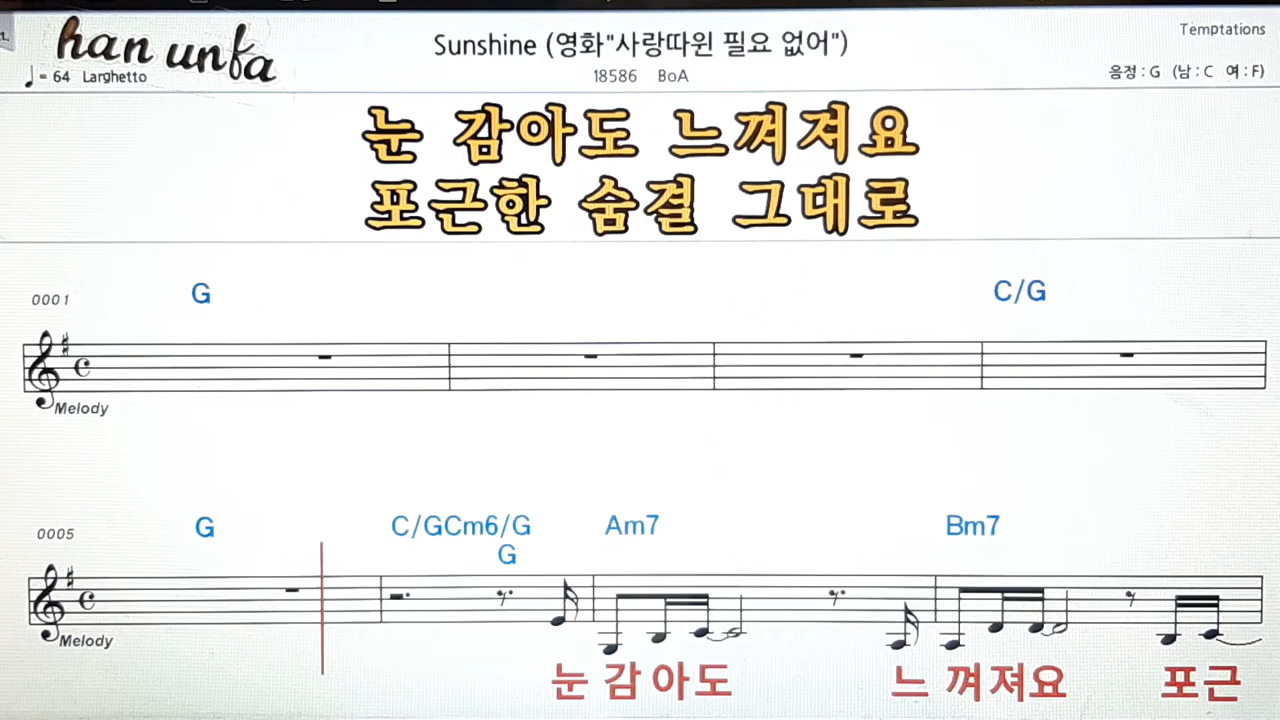 han unfa
Sunshine (영화"사랑따윈 필요 없어")
Temptations
♩= 64 Larghetto
18586 BoA
음정 : G (남 : C 여 : F)
눈 감아도 느껴져요
포근한 숨결 그대로
0001
G
C/G
Melody
0005
G
C/GCm6/G
G
Am7
Bm7
Melody
눈 감아도 느껴져요 포근